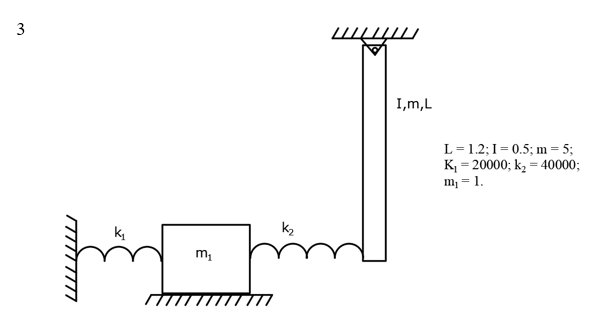 3
I,m,L
L = 1.2; I = 0.5; m = 5;
K₁ = 20000; k₂ = 40000;
m₁ = 1.
k₁
k₂
m₁